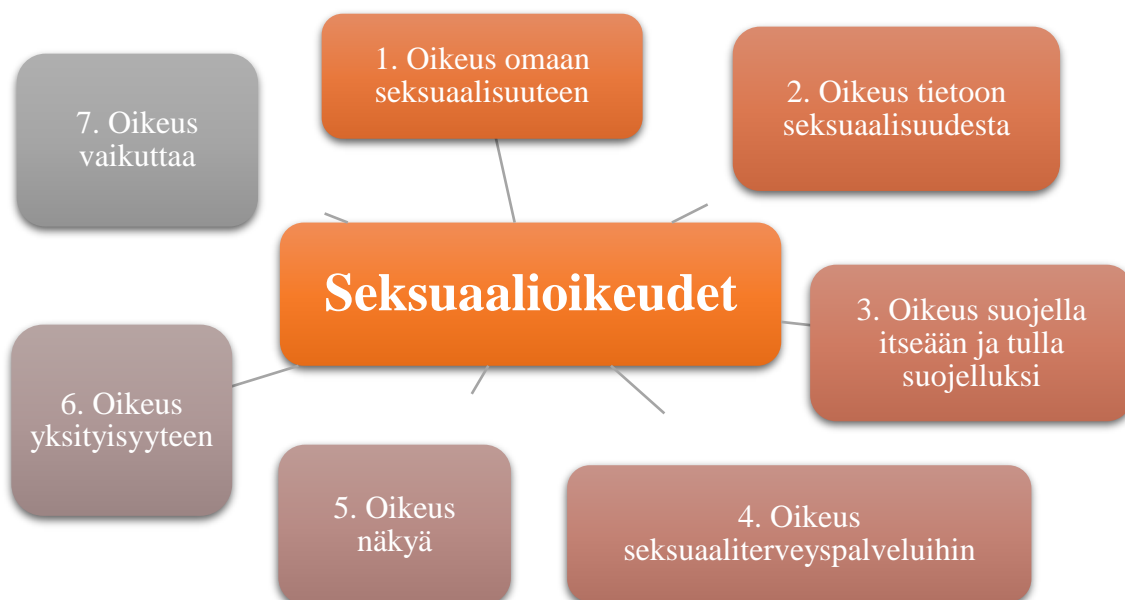 1. Oikeus omaan
seksuaalisuuteen
2. Oikeus tietoon
seksuaalisuudesta
7. Oikeus
vaikuttaa
Seksuaalioikeudet
3. Oikeus suojella
itseään ja tulla
suojelluksi
6. Oikeus
yksityisyyteen
5. Oikeus
näkyä
4. Oikeus
seksuaaliterveyspalveluihin